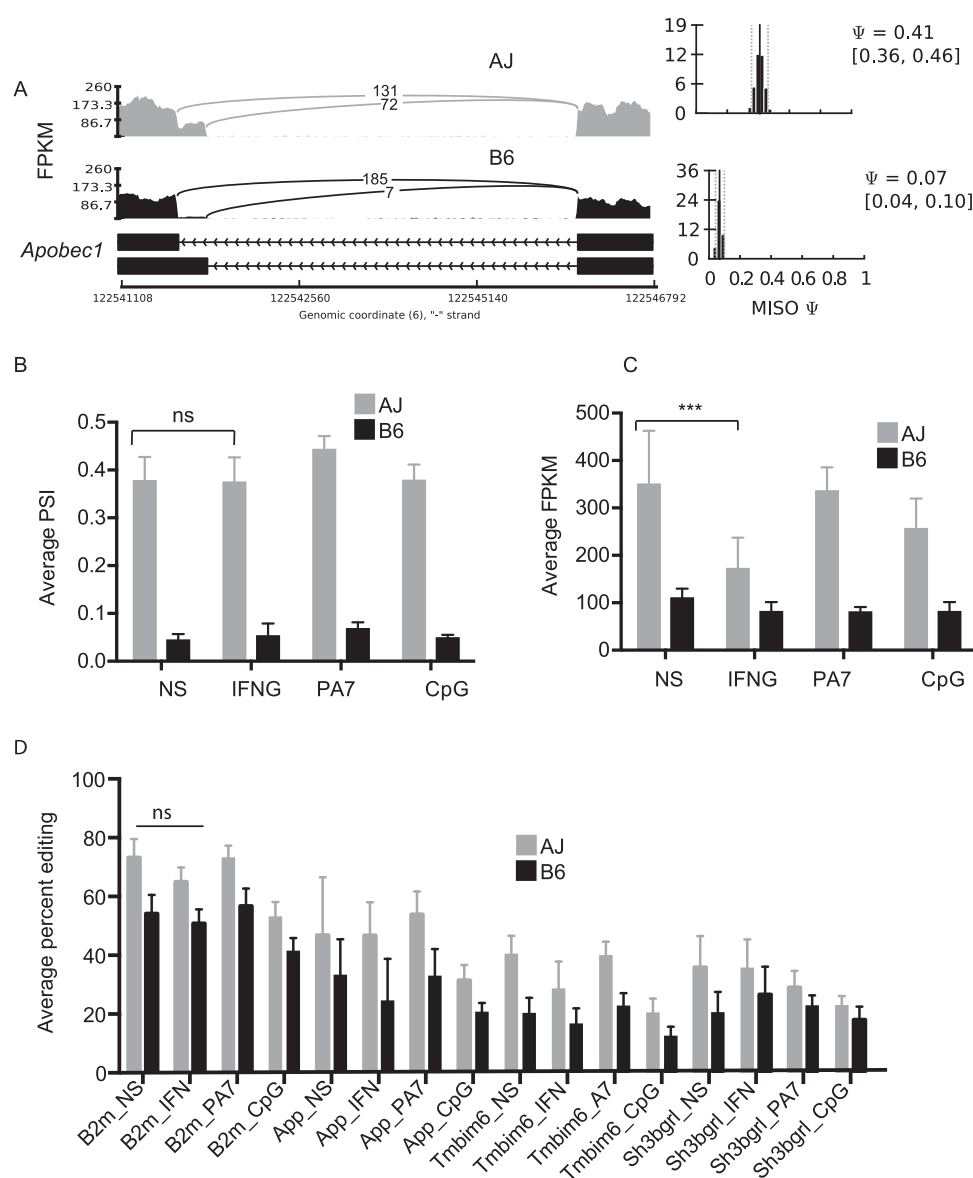 A
AJ
260
173.3
86.7
131
72
FPKM
B6
260
173.3
86.7
185
7
Apobec1
122541108 122542560 122545140 122546792
Genomic coordinate (6), "-" strand
19
12
6
0
Ψ = 0.41
[0.36, 0.46]
36
24
12
0
Ψ = 0.07
[0.04, 0.10]
0 0.2 0.4 0.6 0.8 1
MISO Ψ
B
AJ
B6
ns
0.5
0.4
0.3
0.2
0.1
0.0
Average PSI
NS IFNG PA7 CpG
C
AJ
B6
***
500
400
300
200
100
0
Average FPKM
NS IFNG PA7 CpG
D
ns
AJ
B6
100
80
60
40
20
0
Average percent editing
B2m_NS
B2m_IFN
B2m_PA7
B2m_CpG
App_NS
App_IFN
App_PA7
App_CpG
Tmbim6_NS
Tmbim6_IFN
Tmbim6_A7
Tmbim6_CpG
Sh3bgrl_NS
Sh3bgrl_IFN
Sh3bgrl_PA7
Sh3bgrl_CpG